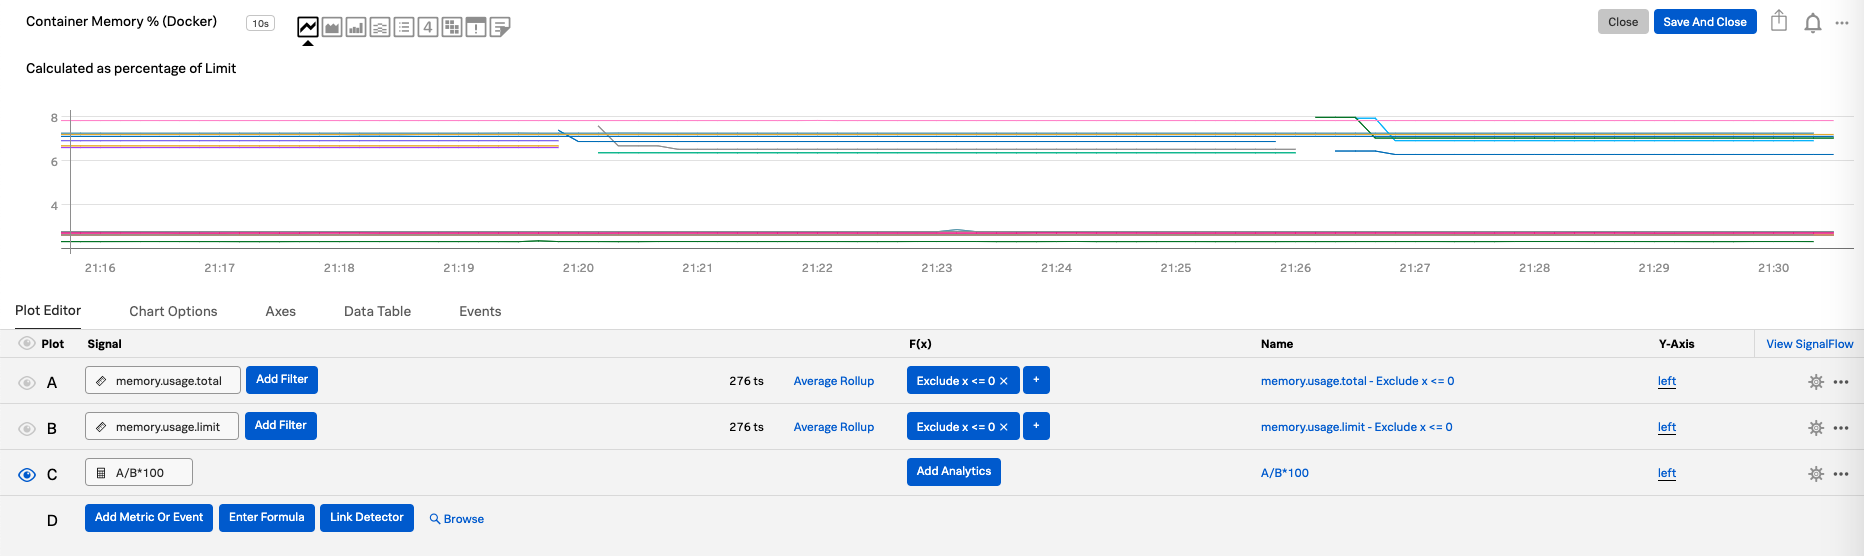 Container Memory % (Docker) 10s 4 Close Save And Close
Calculated as percentage of Limit
8
6
4
21:16 21:17 21:18 21:19 21:20 21:21 21:22 21:23 21:24 21:25 21:26 21:27 21:28 21:29 21:30
Plot Editor Chart Options Axes Data Table Events
Plot Signal F(x) Name Y-Axis View SignalFlow
A memory.usage.total Add Filter 276 ts Average Rollup Exclude x <= 0 × + memory.usage.total - Exclude x <= 0 left
B memory.usage.limit Add Filter 276 ts Average Rollup Exclude x <= 0 × + memory.usage.limit - Exclude x <= 0 left
C A/B*100 Add Analytics A/B*100 left
D Add Metric Or Event Enter Formula Link Detector Browse